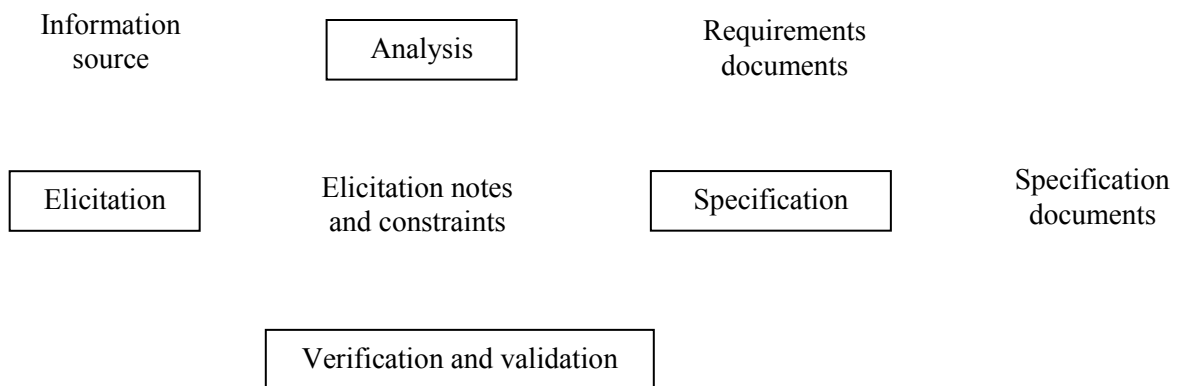 Information
source
Analysis
Requirements
documents
Elicitation
Elicitation notes
and constraints
Specification
Specification
documents
Verification and validation